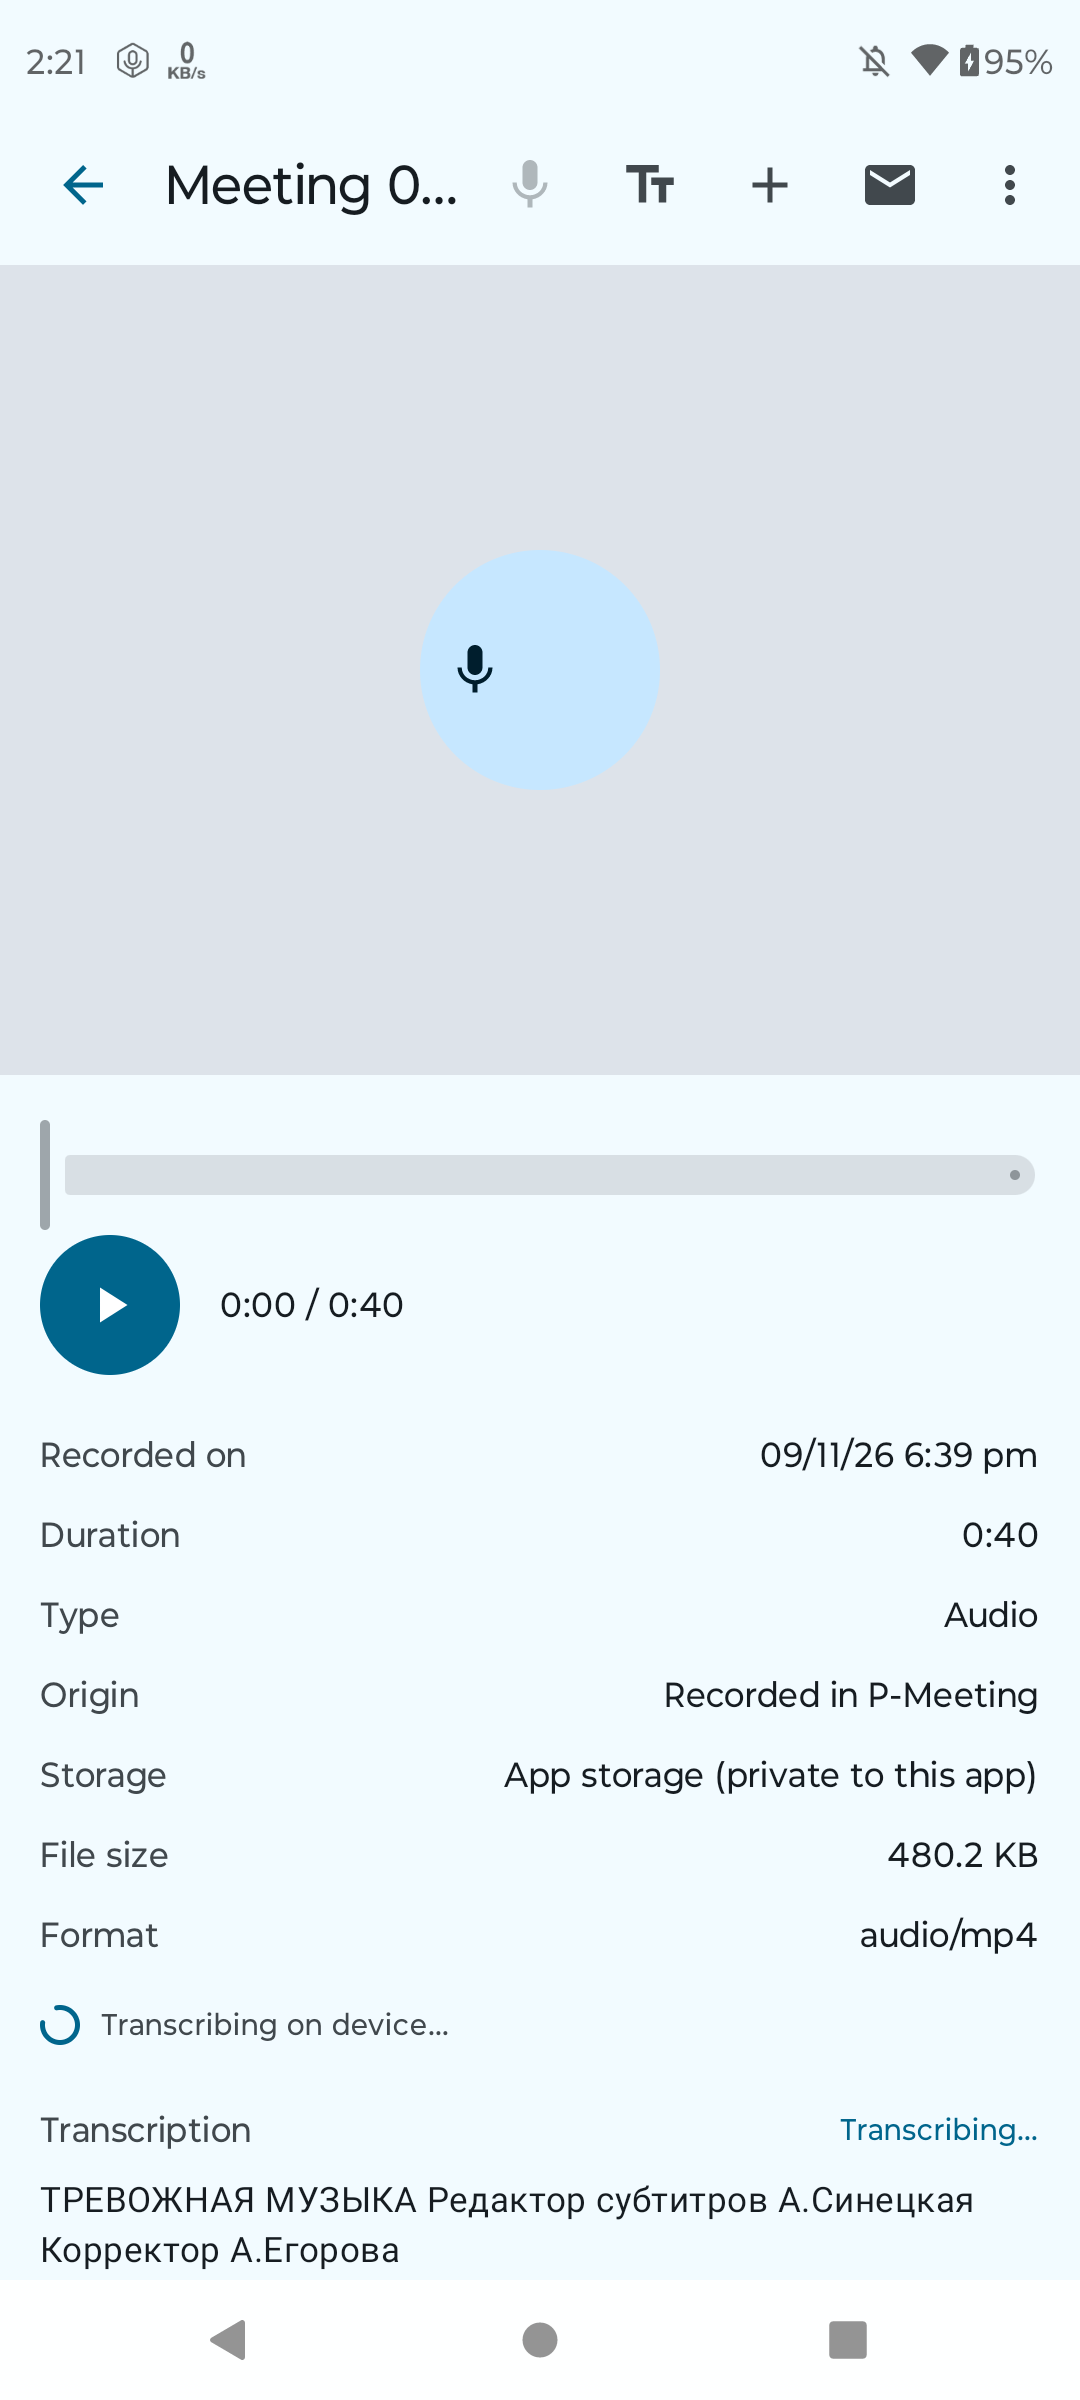 2:21
0
KB/s
95%
Meeting 0...
0:00 / 0:40
Recorded on 09/11/26 6:39 pm
Duration 0:40
Type Audio
Origin Recorded in P-Meeting
Storage App storage (private to this app)
File size 480.2 KB
Format audio/mp4
Transcribing on device...
Transcription Transcribing...
ТРЕВОЖНАЯ МУЗЫКА Редактор субтитров А.Синецкая
Корректор А.Егорова